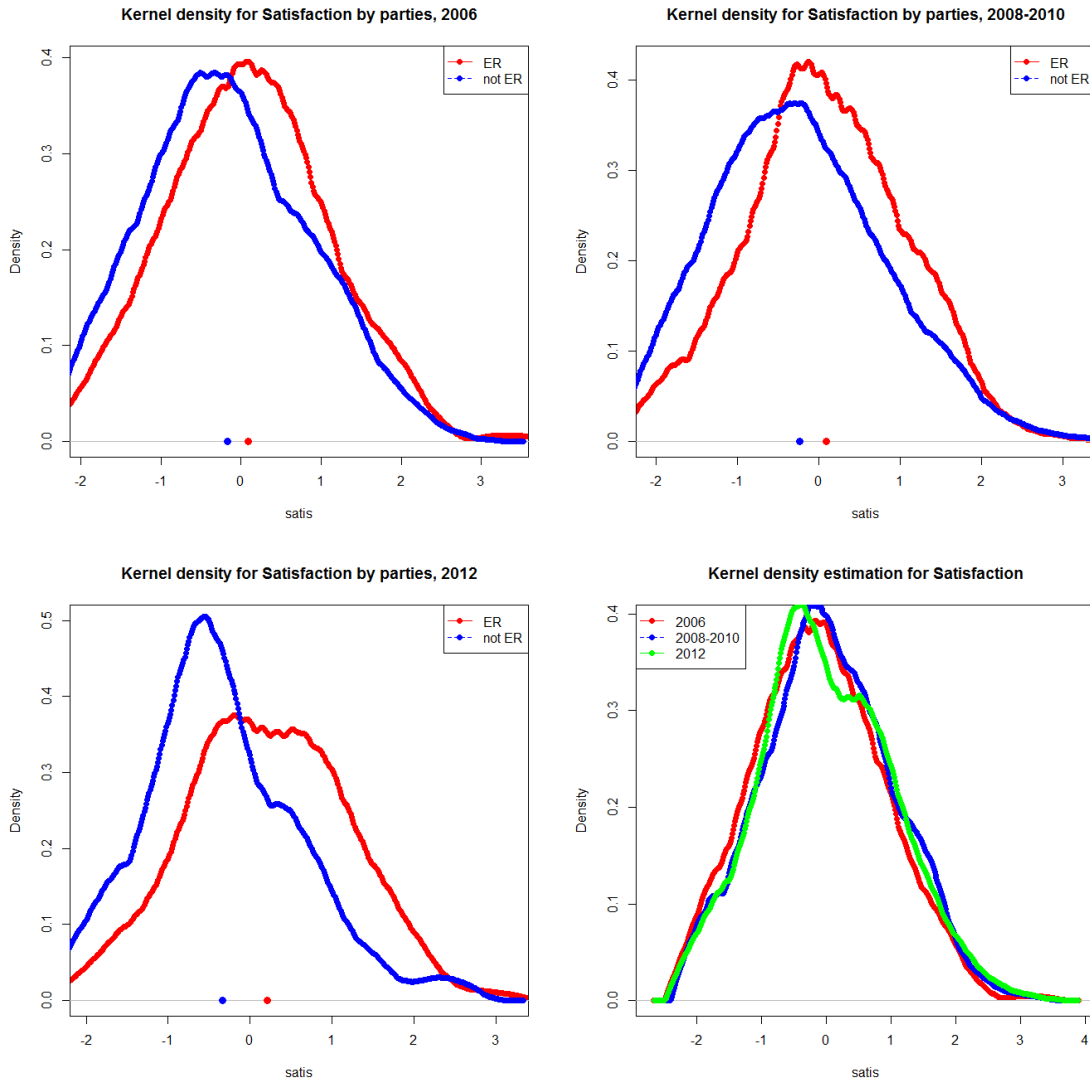 Kernel density for Satisfaction by parties, 2006
ER
not ER
Density
0.0
0.1
0.2
0.3
0.4
-2 -1 0 1 2 3
satis
Kernel density for Satisfaction by parties, 2008-2010
ER
not ER
Density
0.0
0.1
0.2
0.3
0.4
-2 -1 0 1 2 3
satis
Kernel density for Satisfaction by parties, 2012
ER
not ER
Density
0.0
0.1
0.2
0.3
0.4
0.5
-2 -1 0 1 2 3
satis
Kernel density estimation for Satisfaction
2006
2008-2010
2012
Density
0.0
0.1
0.2
0.3
0.4
-2 -1 0 1 2 3 4
satis